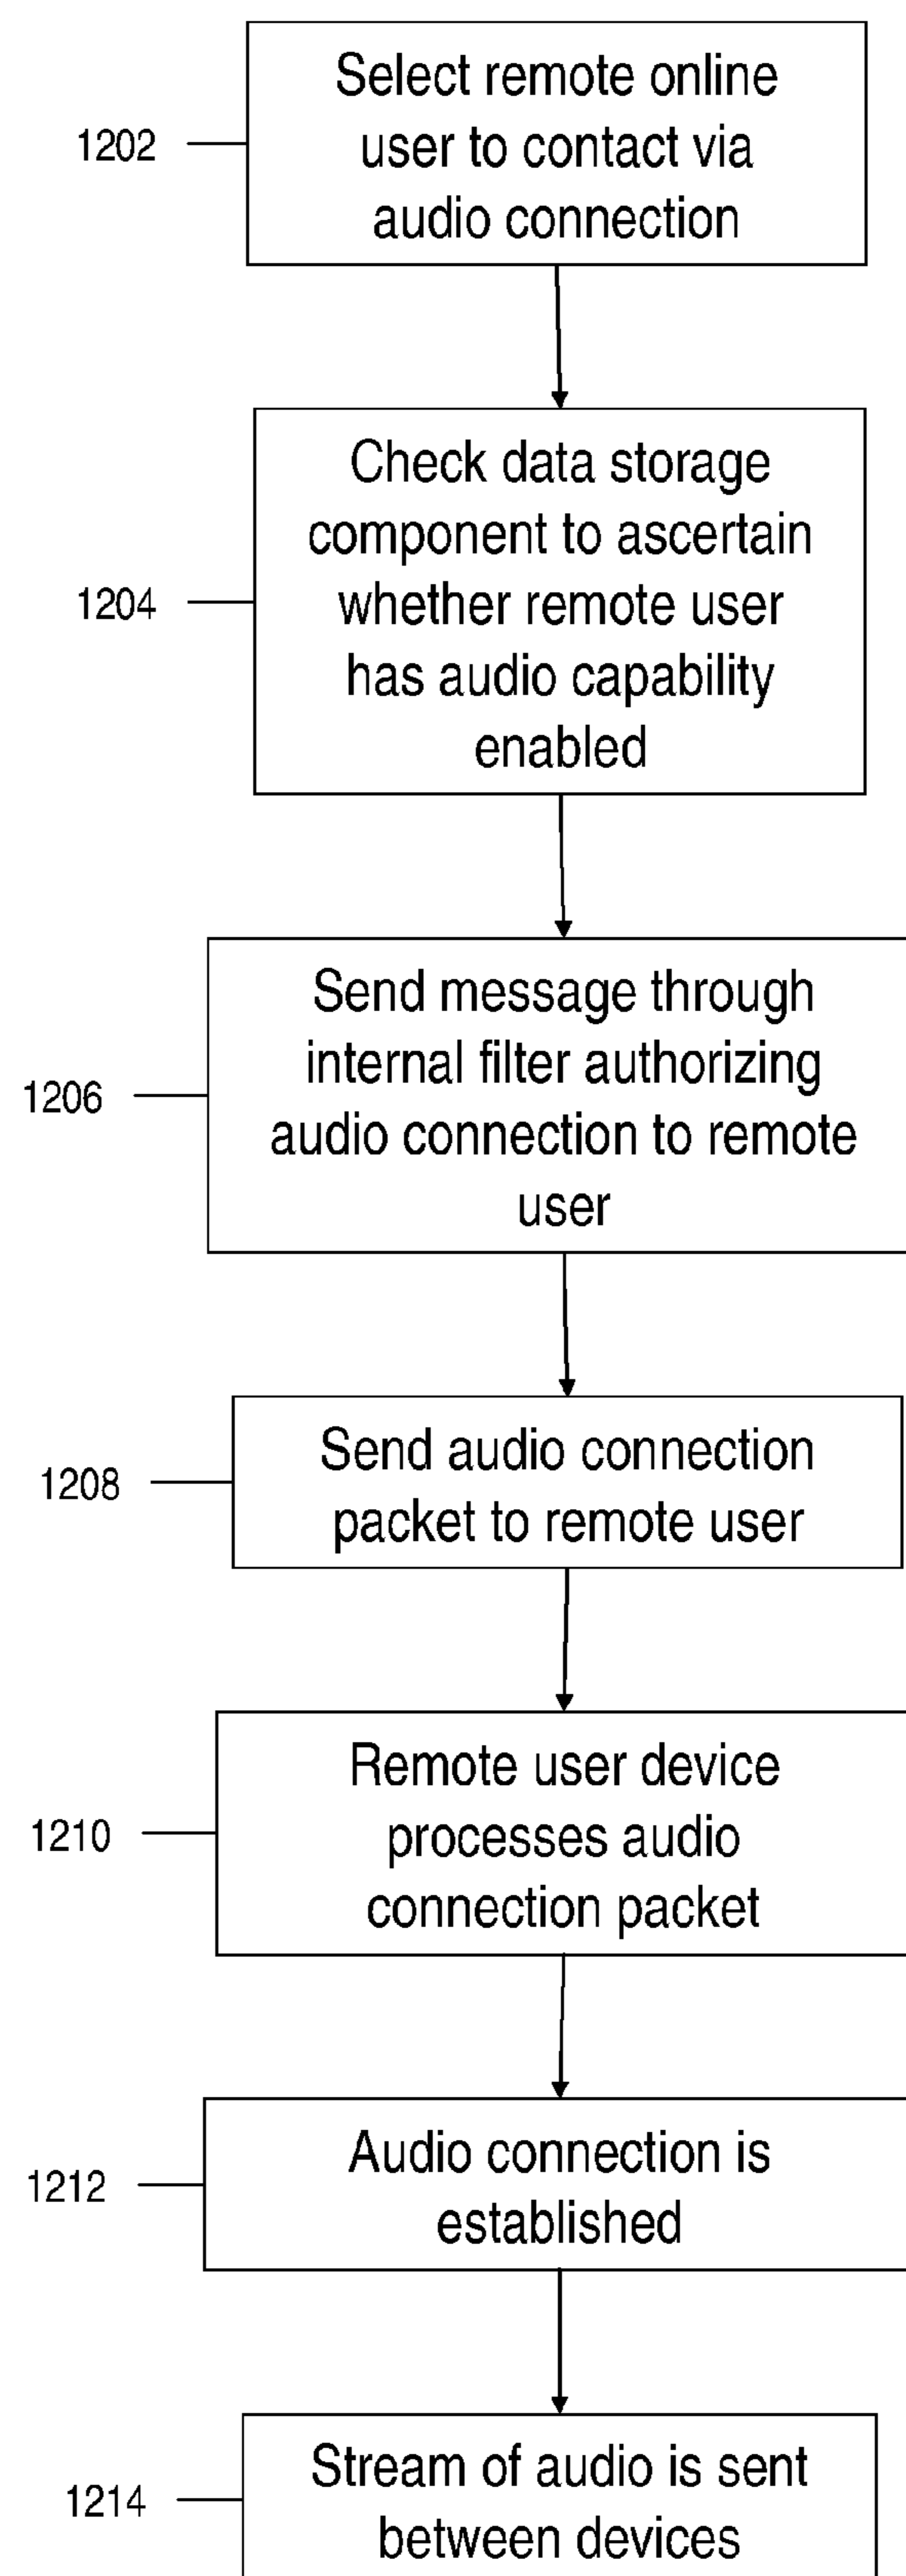 Select remote online
user to contact via
audio connection
1202
Check data storage
component to ascertain
whether remote user
has audio capability
enabled
1204
Send message through
internal filter authorizing
audio connection to remote
user
1206
Send audio connection
packet to remote user
1208
Remote user device
processes audio
connection packet
1210
Audio connection is
established
1212
Stream of audio is sent
between devices
1214